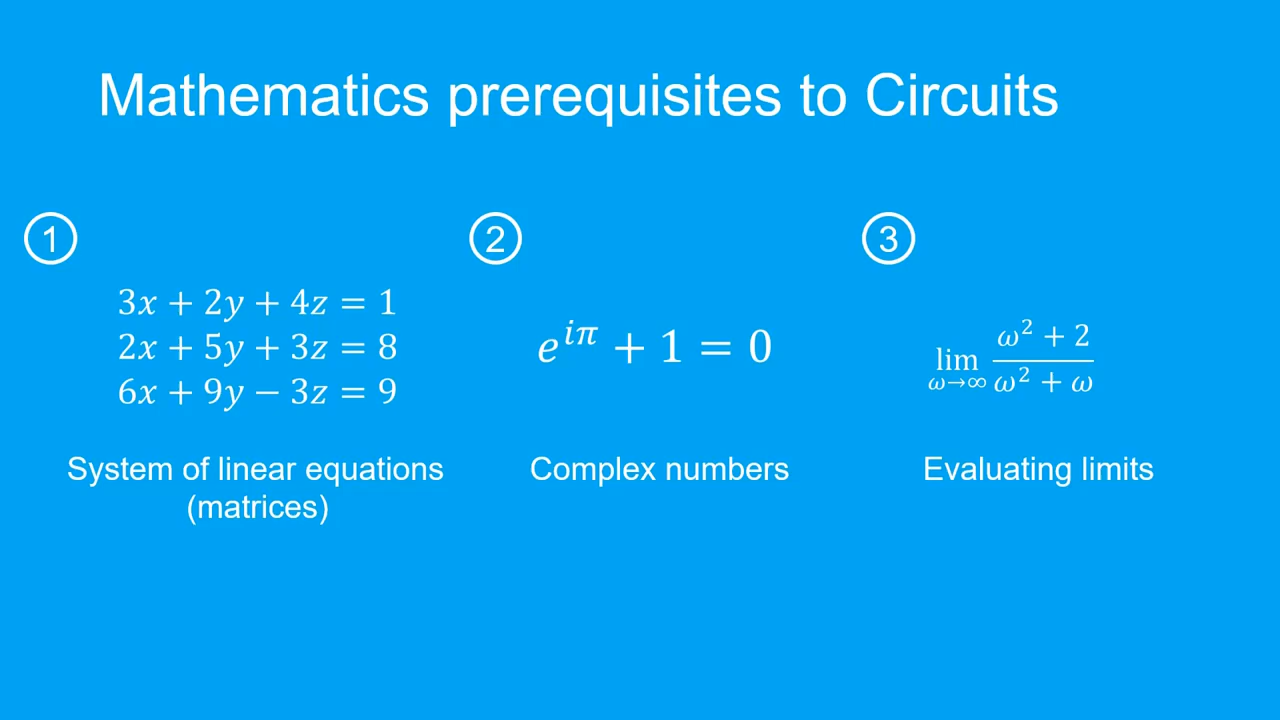 Mathematics prerequisites to Circuits
1
3x + 2y + 4z = 1
2x + 5y + 3z = 8
6x + 9y − 3z = 9
System of linear equations
(matrices)
2
e^{iπ} + 1 = 0
Complex numbers
3
lim_{ω→∞} \frac{ω² + 2}{ω² + ω}
Evaluating limits